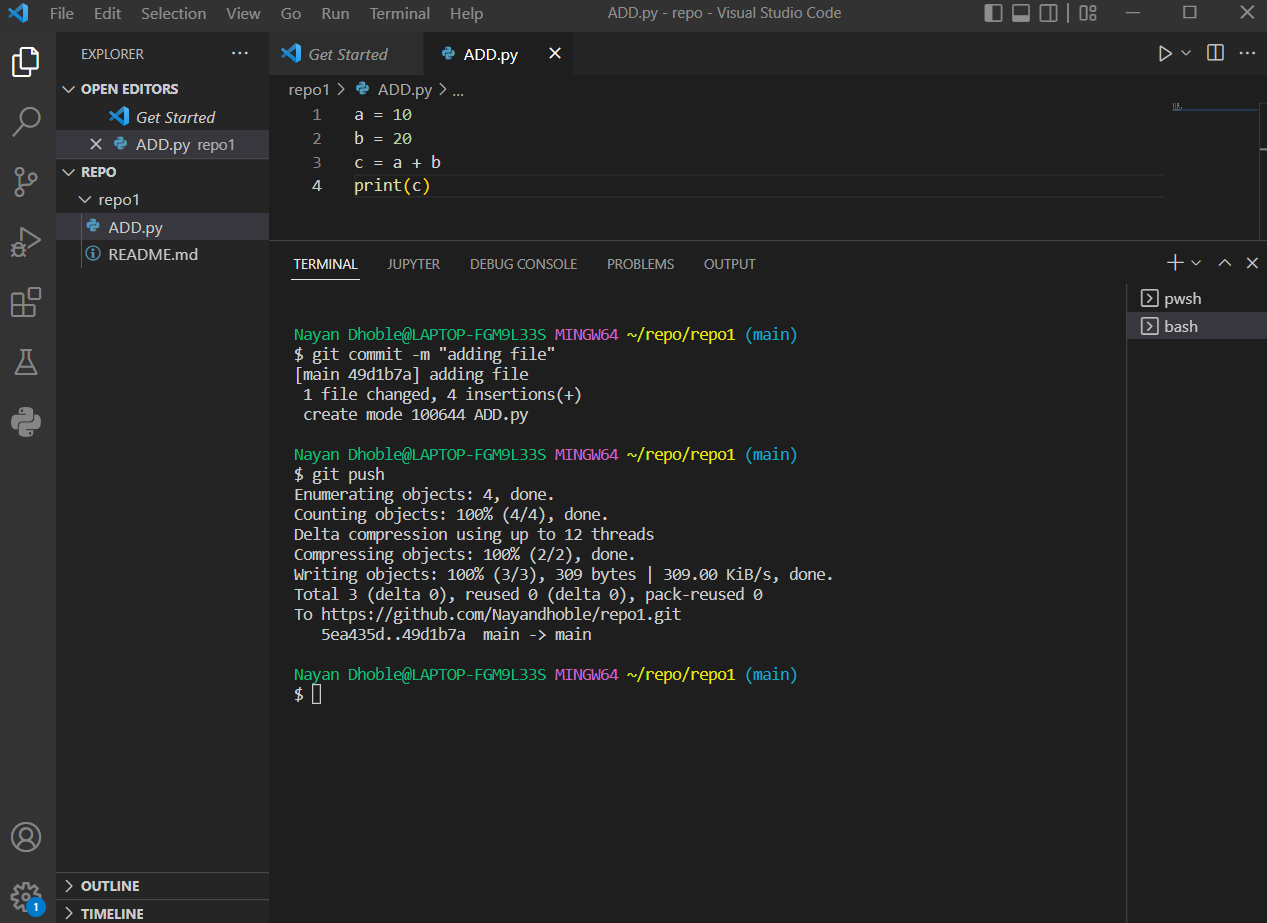 File Edit Selection View Go Run Terminal Help ADD.py - repo - Visual Studio Code
EXPLORER
OPEN EDITORS
Get Started
ADD.py repo1
REPO
repo1
ADD.py
README.md
OUTLINE
TIMELINE
1
Get Started ADD.py
repo1 > ADD.py > ...
1 a = 10
2 b = 20
3 c = a + b
4 print(c)
TERMINAL JUPYTER DEBUG CONSOLE PROBLEMS OUTPUT
pwsh
bash
Nayan Dhoble@LAPTOP-FGM9L33S MINGW64 ~/repo/repo1 (main)
$ git commit -m "adding file"
[main 49d1b7a] adding file
1 file changed, 4 insertions(+)
create mode 100644 ADD.py
Nayan Dhoble@LAPTOP-FGM9L33S MINGW64 ~/repo/repo1 (main)
$ git push
Enumerating objects: 4, done.
Counting objects: 100% (4/4), done.
Delta compression using up to 12 threads
Compressing objects: 100% (2/2), done.
Writing objects: 100% (3/3), 309 bytes | 309.00 KiB/s, done.
Total 3 (delta 0), reused 0 (delta 0), pack-reused 0
To https://github.com/Nayandhoble/repo1.git
5ea435d..49d1b7a main -> main
Nayan Dhoble@LAPTOP-FGM9L33S MINGW64 ~/repo/repo1 (main)
$